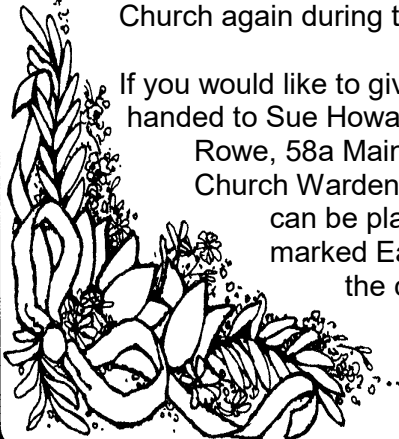 Church again during t
If you would like to giv
handed to Sue Howa
Rowe, 58a Main
Church Warden
can be pla
marked Ea
the